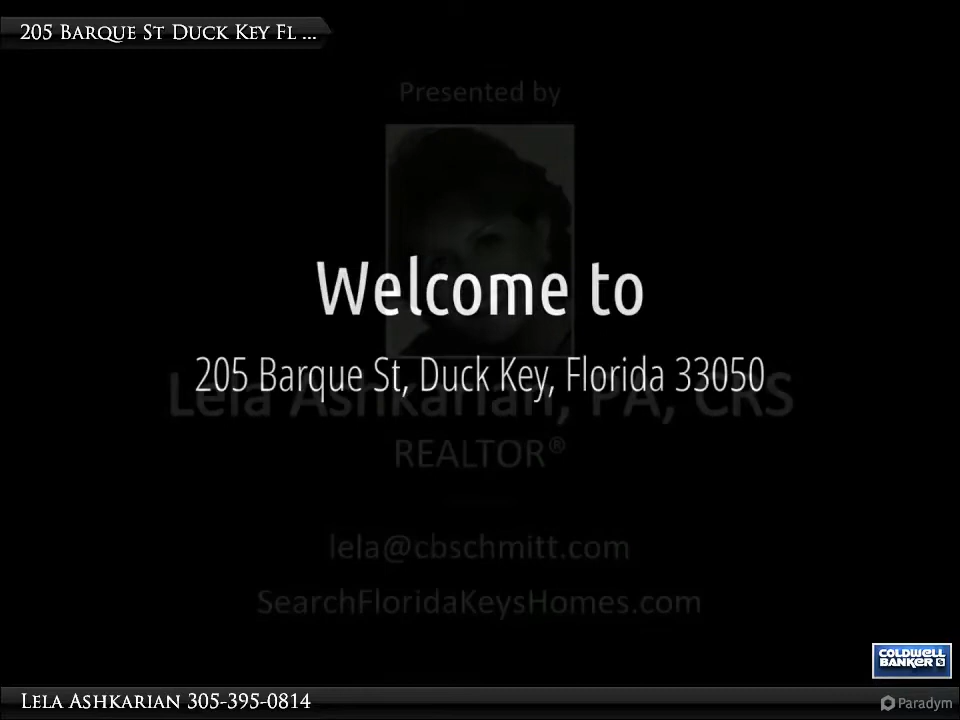 205 Barque St Duck Key Fl ...
Presented by
Welcome to
205 Barque St, Duck Key, Florida 33050
Lela Ashkarian, PA, CRS
REALTOR®
lela@cbschmitt.com
SearchFloridaKeysHomes.com
COLDWELL
BANKER
Lela Ashkarian 305-395-0814
Paradym